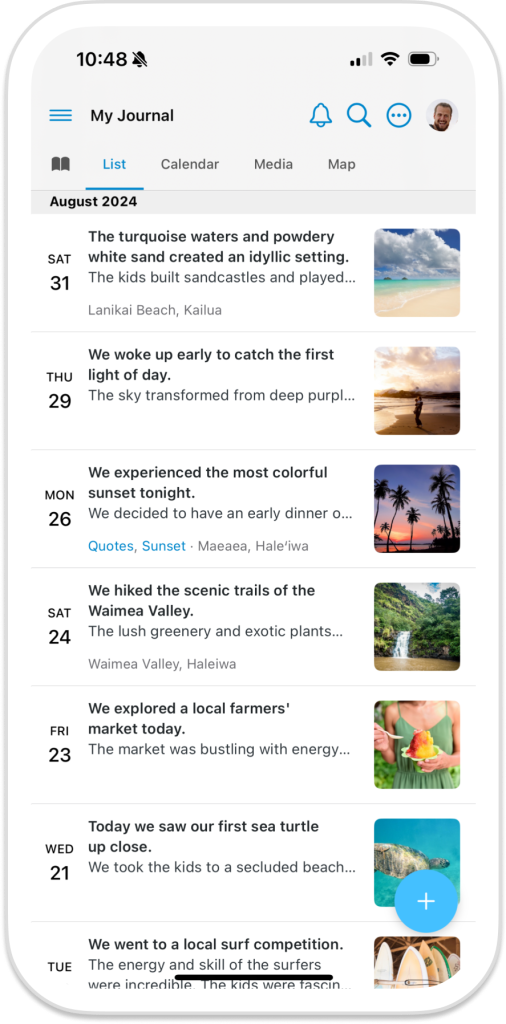 10:48
My Journal
List Calendar Media Map
August 2024
SAT
31
The turquoise waters and powdery
white sand created an idyllic setting.
The kids built sandcastles and played...
Lanikai Beach, Kailua
THU
29
We woke up early to catch the first
light of day.
The sky transformed from deep purpl...
MON
26
We experienced the most colorful
sunset tonight.
We decided to have an early dinner o...
Quotes, Sunset · Maeaea, Hale‘iwa
SAT
24
We hiked the scenic trails of the
Waimea Valley.
The lush greenery and exotic plants...
Waimea Valley, Haleiwa
FRI
23
We explored a local farmers'
market today.
The market was bustling with energy...
WED
21
Today we saw our first sea turtle
up close.
We took the kids to a secluded beach...
TUE
We went to a local surf competition.
The energy and skill of the surfers
were incredible. The kids were fascin...